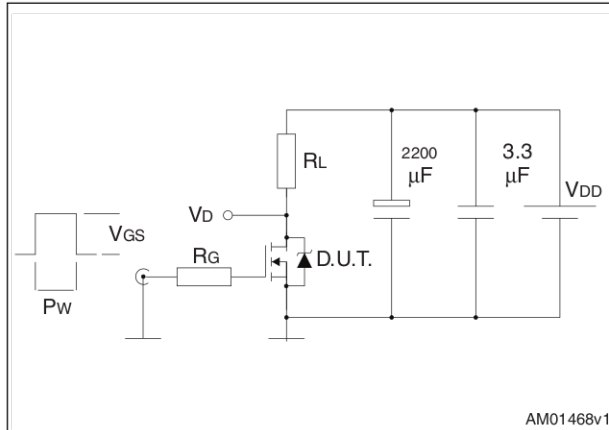 RL
2200
μF
3.3
μF
VDD
VD
VGS
RG
D.U.T.
PW
AM01468v1